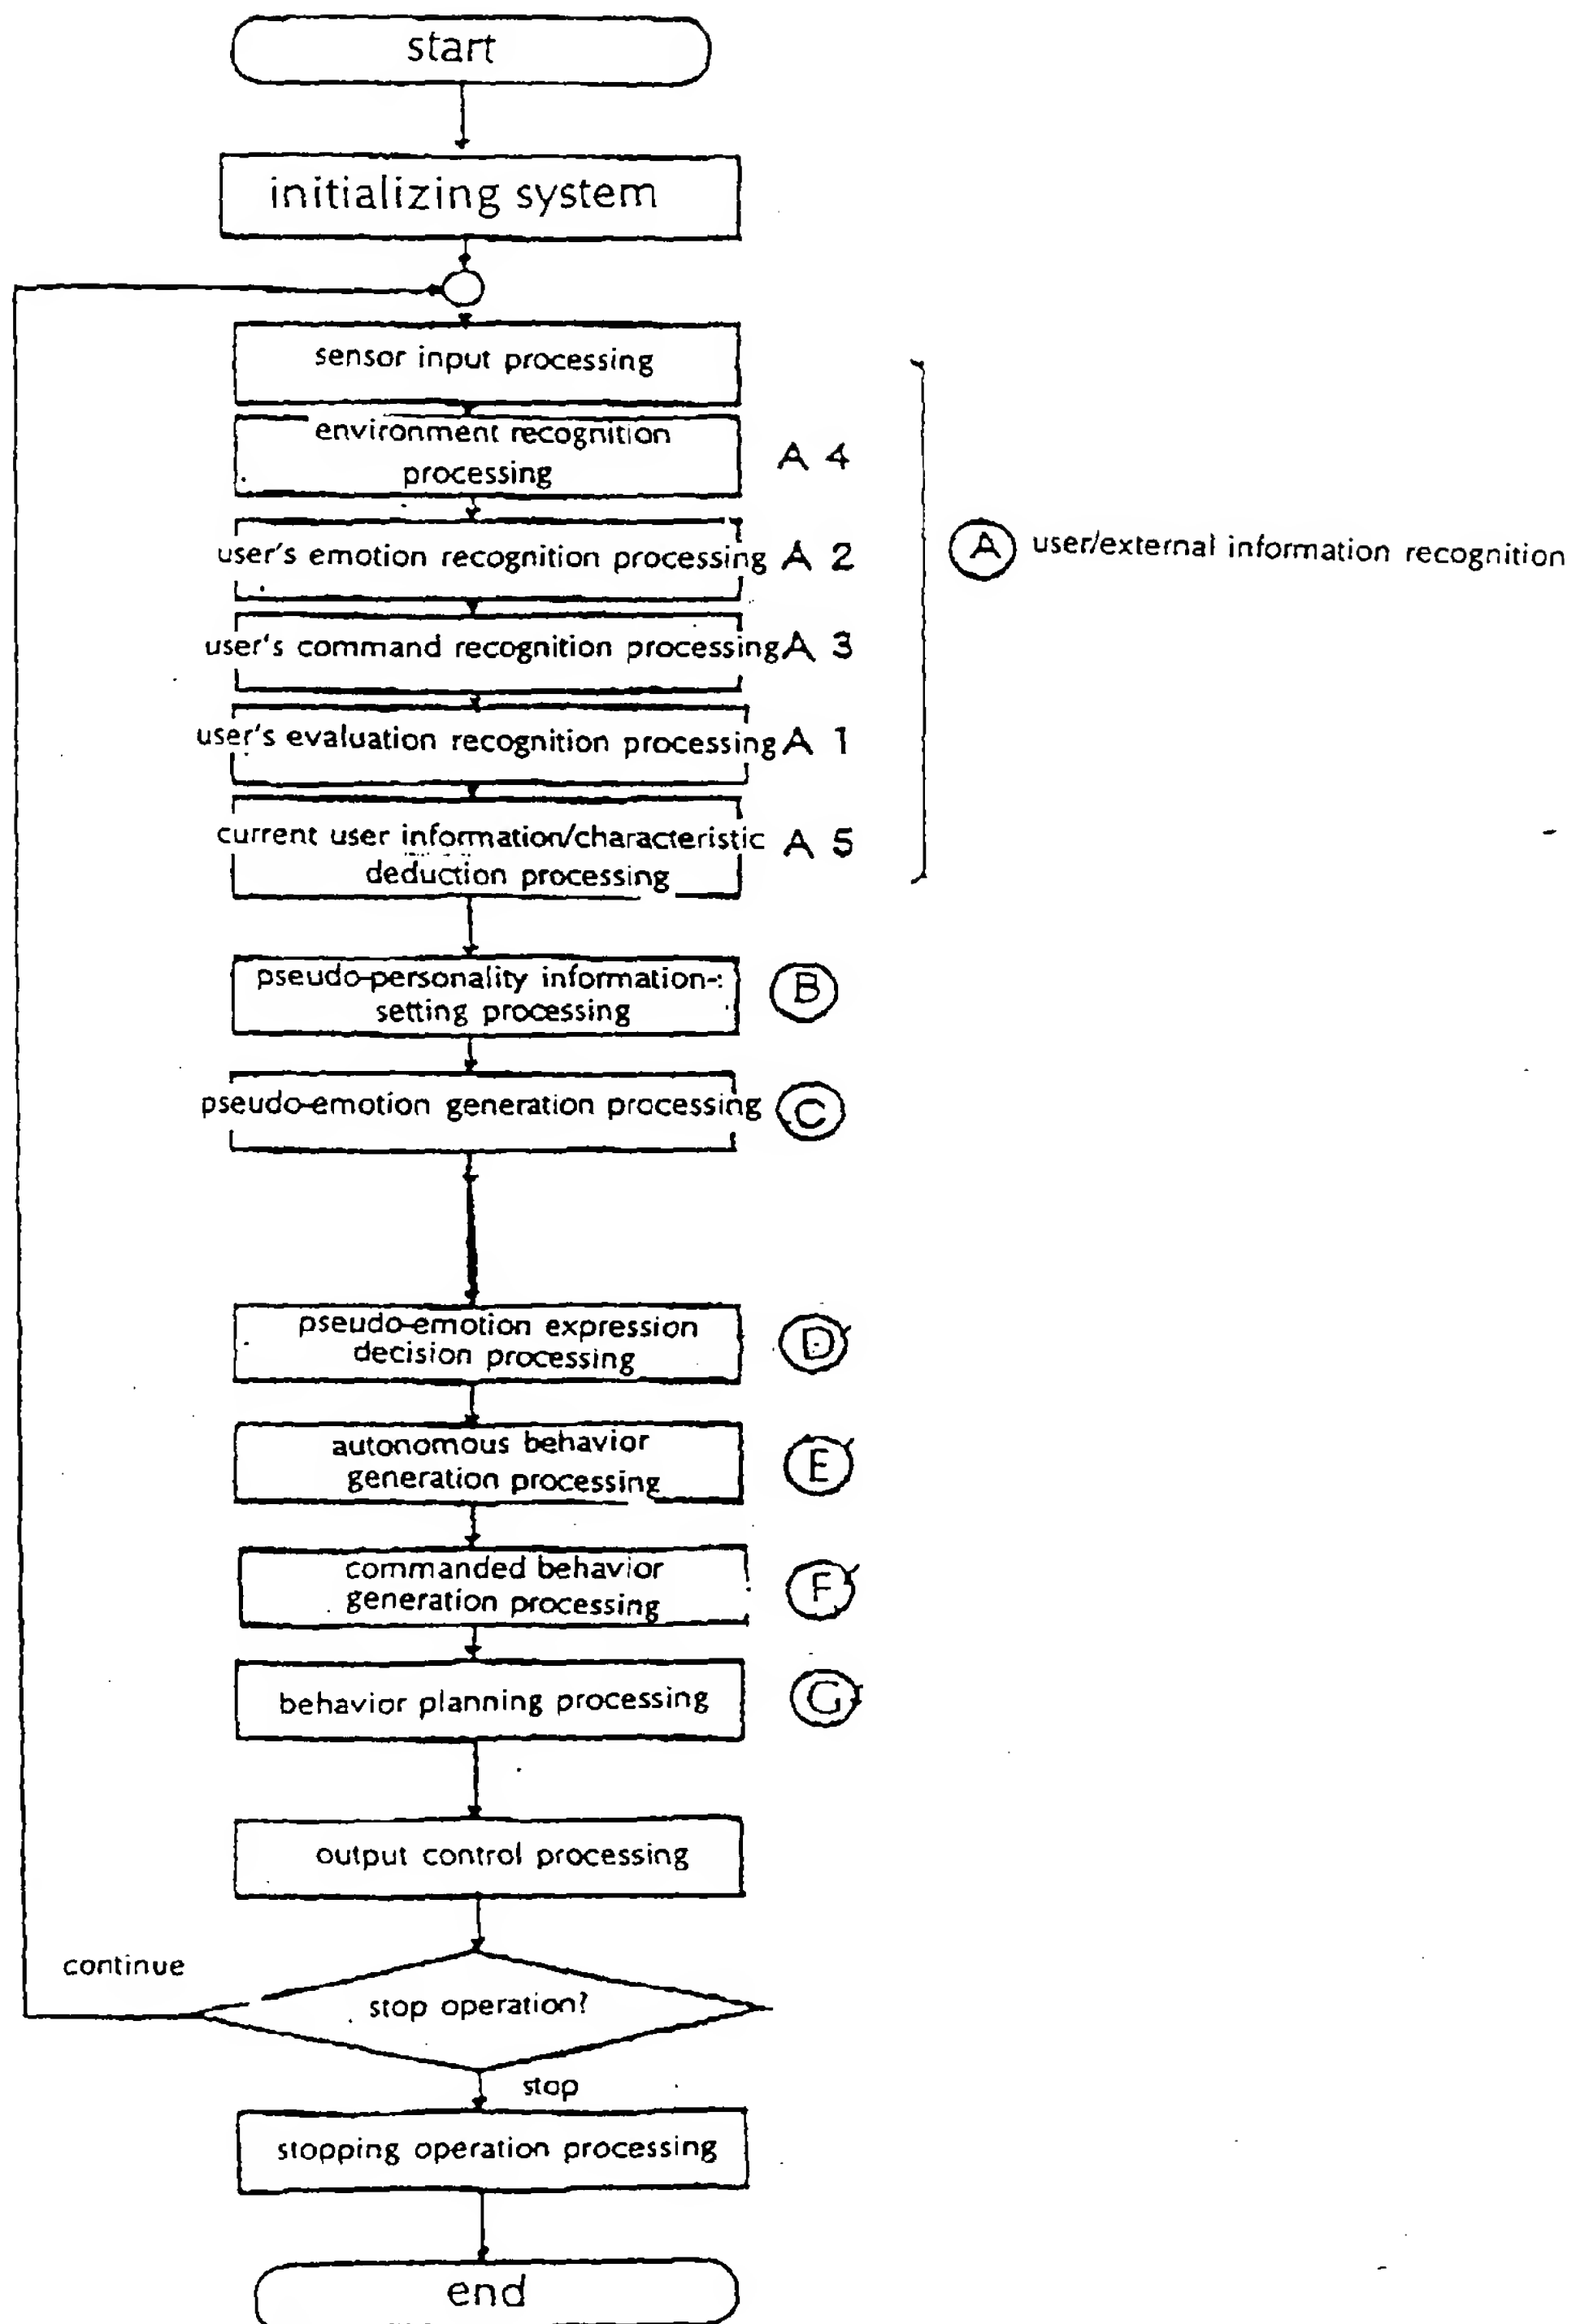 start
initializing system
sensor input processing
environment recognition
processing
A 4
user's emotion recognition processing A 2
A user/external information recognition
user's command recognition processing A 3
user's evaluation recognition processing A 1
current user information/characteristic
deduction processing
A 5
pseudo-personality information-
setting processing
B
pseudo-emotion generation processing C
pseudo-emotion expression
decision processing
D
autonomous behavior
generation processing
E
commanded behavior
generation processing
F
behavior planning processing G
output control processing
continue
stop operation?
stop
stopping operation processing
end